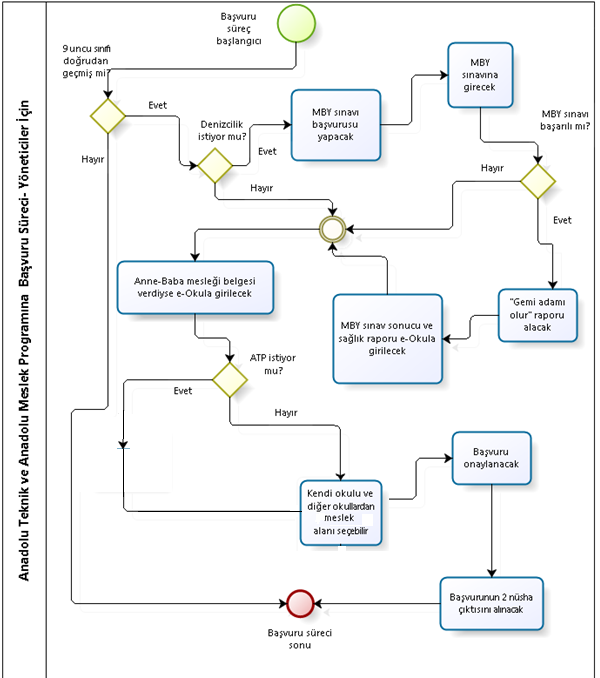 Anadolu Teknik ve Anadolu Meslek Programına Başvuru Süreci- Yöneticiler İçin
Başvuru
süreç
başlangıcı
9 uncu sınıfı
doğrudan
geçmiş mi?
Evet
Hayır
Denizcilik
istiyor mu?
Evet
Hayır
MBY sınavı
başvurusu
yapacak
MBY
sınavına
girecek
MBY sınavı
başarılı mı?
Hayır
Evet
"Gemi adamı
olur" raporu
alacak
MBY sınav sonucu ve
sağlık raporu e-Okula
girilecek
Anne-Baba mesleği belgesi
verdiyse e-Okula girilecek
ATP istiyor
mu?
Evet
Hayır
Kendi okulu ve
diğer okullardan
meslek
alanı seçebilir
Başvuru
onaylanacak
Başvurunun 2 nüsha
çıktısını alınacak
Başvuru süreci
sonu